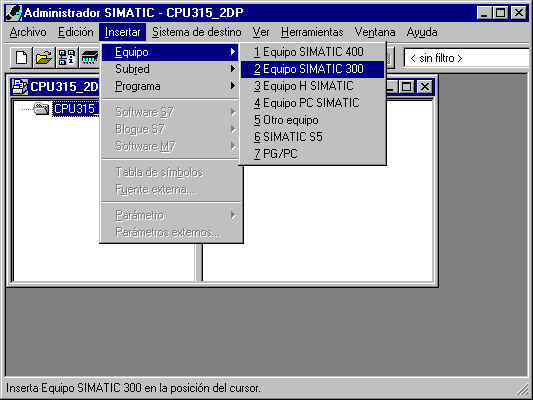 Administrador SIMATIC - CPU315_2DP
Archivo Edición Insertar Sistema de destino Ver Herramientas Ventana Ayuda
< sin filtro >
CPU315_2D
CPU315_
Equipo
Subred
Programa
Software S7
Bloque S7
Software M7
Tabla de símbolos
Fuente externa...
Parámetro
Parámetros externos...
1 Equipo SIMATIC 400
2 Equipo SIMATIC 300
3 Equipo H SIMATIC
4 Equipo PC SIMATIC
5 Otro equipo
6 SIMATIC S5
7 PG/PC
Inserta Equipo SIMATIC 300 en la posición del cursor.